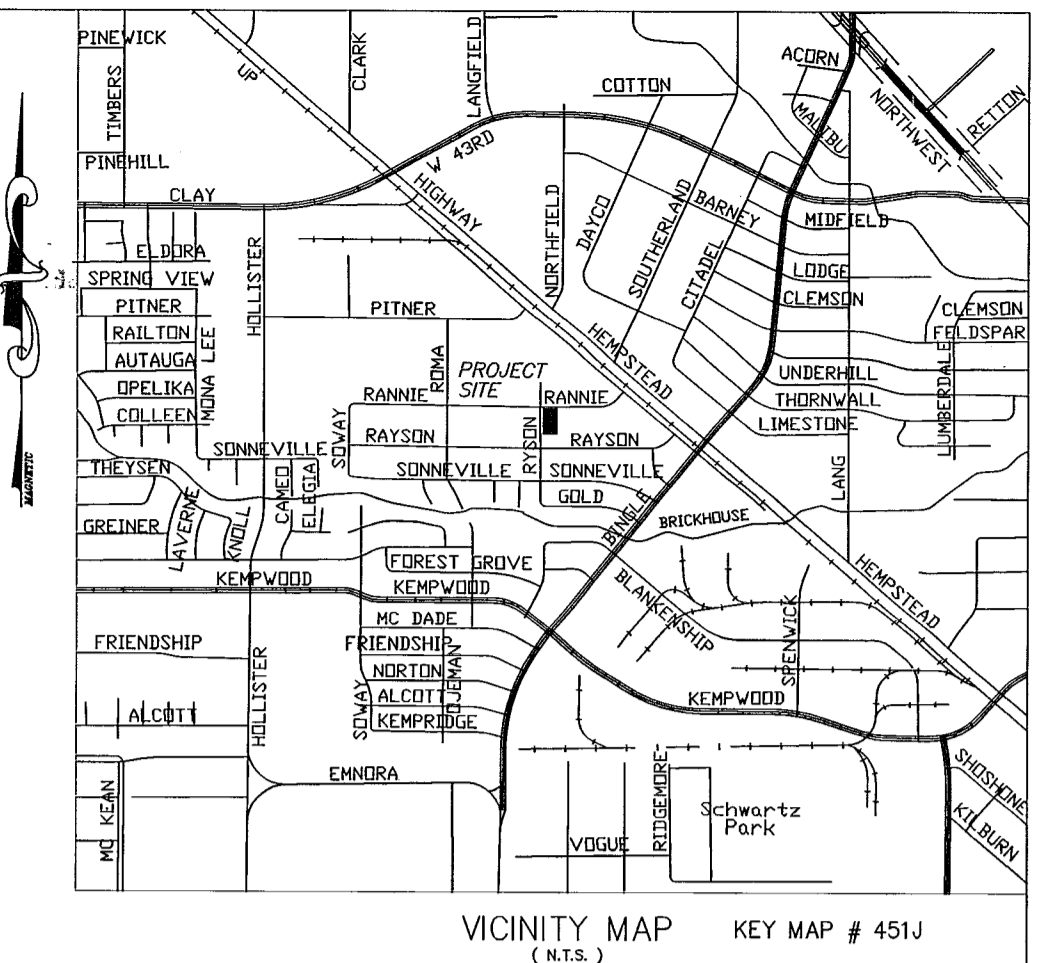 PINEWICK
TIMBERS
UP
CLARK
LANGFIELD
COTTON
ACORN
MALIBU
NORTHWEST
RETTON
PINEHILL
CLAY
W 43RD
HIGHWAY
NORTHFIELD
DAYCO
SOUTHERLAND
BARNEY
CITADEL
MIDFIELD
LODGE
CLEMSON
CLEMSON
FELDSPAR
LUMBERDALE
ELDORA
SPRING VIEW
PITNER
RAILTON
AUTAUGA
OPELIKA
COLLEEN
MONA LEE
HOLLISTER
PITNER
ROMA
PROJECT
SITE
HEMPSTEAD
RANNIE
RANNIE
UNDERHILL
THORNWALL
LIMESTONE
SOWAY
RAYSON
RYSON
RAYSON
SONNEVILLE
SONNEVILLE
SONNEVILLE
GOLD
THEYSEN
CAMEO
ELEGIA
LANG
MAGNETIC
GREINER
LAVERNE
KNOLL
BINGLE
BRICKHOUSE
FOREST GROVE
KEMPWOOD
KEMPWOOD
BLANKENSHIP
HEMPSTEAD
SPENWICK
MC DADE
FRIENDSHIP
FRIENDSHIP
NORTON
OJEMAN
ALCOTT
KEMPRIDGE
SOWAY
HOLLISTER
ALCOTT
KEMPWOOD
EMNORA
MC KEAN
RIDGEMORE
SHOSHONE
KILBURN
Schwartz
Park
VOGUE
VICINITY MAP
KEY MAP # 451J
( N.T.S. )